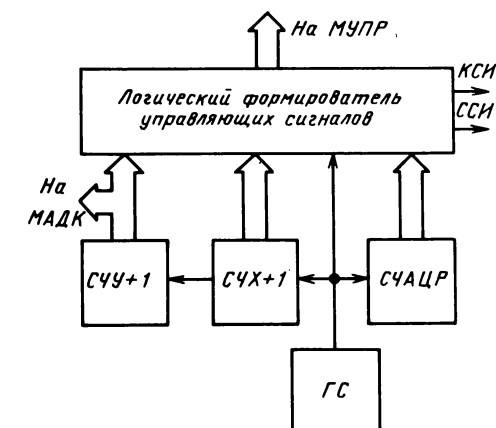 На МУПР
КСИ
Логический формирователь
управляющих сигналов
ССИ
На
МАДК
СЧУ+1
СЧХ+1
СЧАЦР
ГС